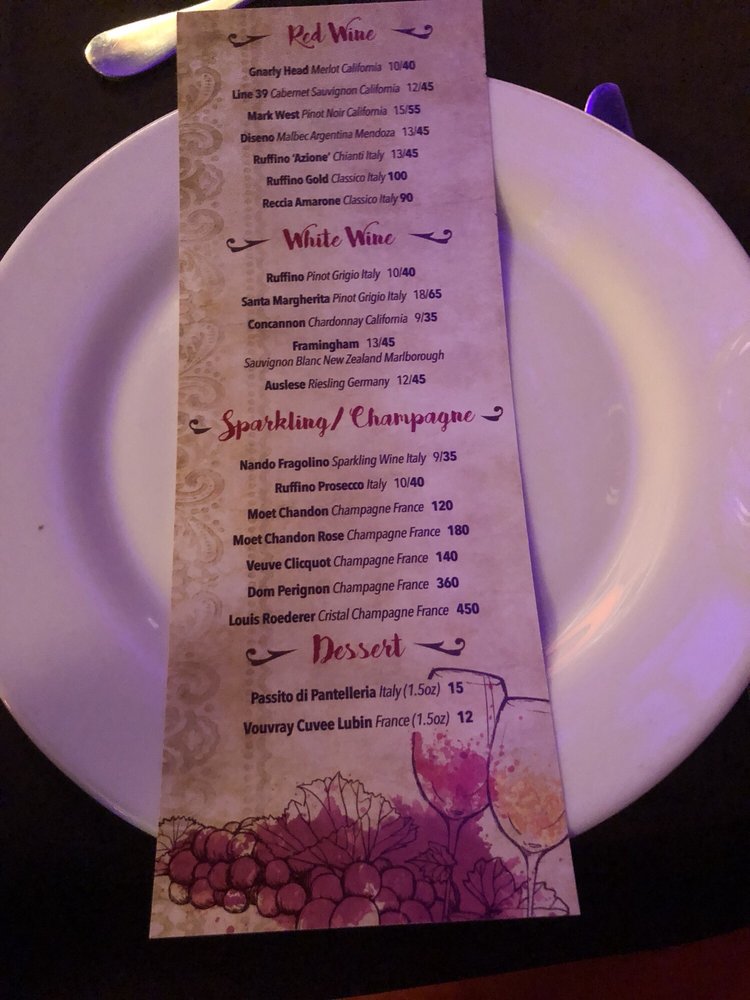 Red Wine
Gnarly Head Merlot California 10/40
Line 39 Cabernet Sauvignon California 12/45
Mark West Pinot Noir California 15/55
Diseno Malbec Argentina Mendoza 13/45
Ruffino 'Azione' Chianti Italy 13/45
Ruffino Gold Classico Italy 100
Reccia Amarone Classico Italy 90
White Wine
Ruffino Pinot Grigio Italy 10/40
Santa Margherita Pinot Grigio Italy 18/65
Concannon Chardonnay California 9/35
Framingham 13/45
Sauvignon Blanc New Zealand Marlborough
Auslese Riesling Germany 12/45
Sparkling/Champagne
Nando Fragolino Sparkling Wine Italy 9/35
Ruffino Prosecco Italy 10/40
Moet Chandon Champagne France 120
Moet Chandon Rose Champagne France 180
Veuve Clicquot Champagne France 140
Dom Perignon Champagne France 360
Louis Roederer Cristal Champagne France 450
Dessert
Passito di Pantelleria Italy (1.5oz) 15
Vouvray Cuvee Lubin France (1.5oz) 12